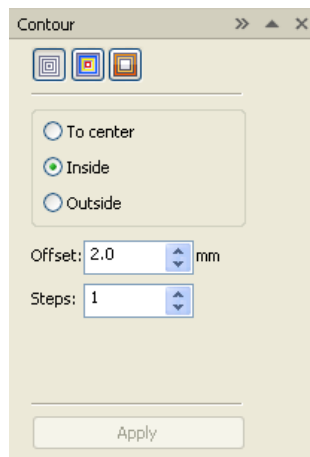 Contour
To center
Inside
Outside
Offset: 2.0 mm
Steps: 1
Apply